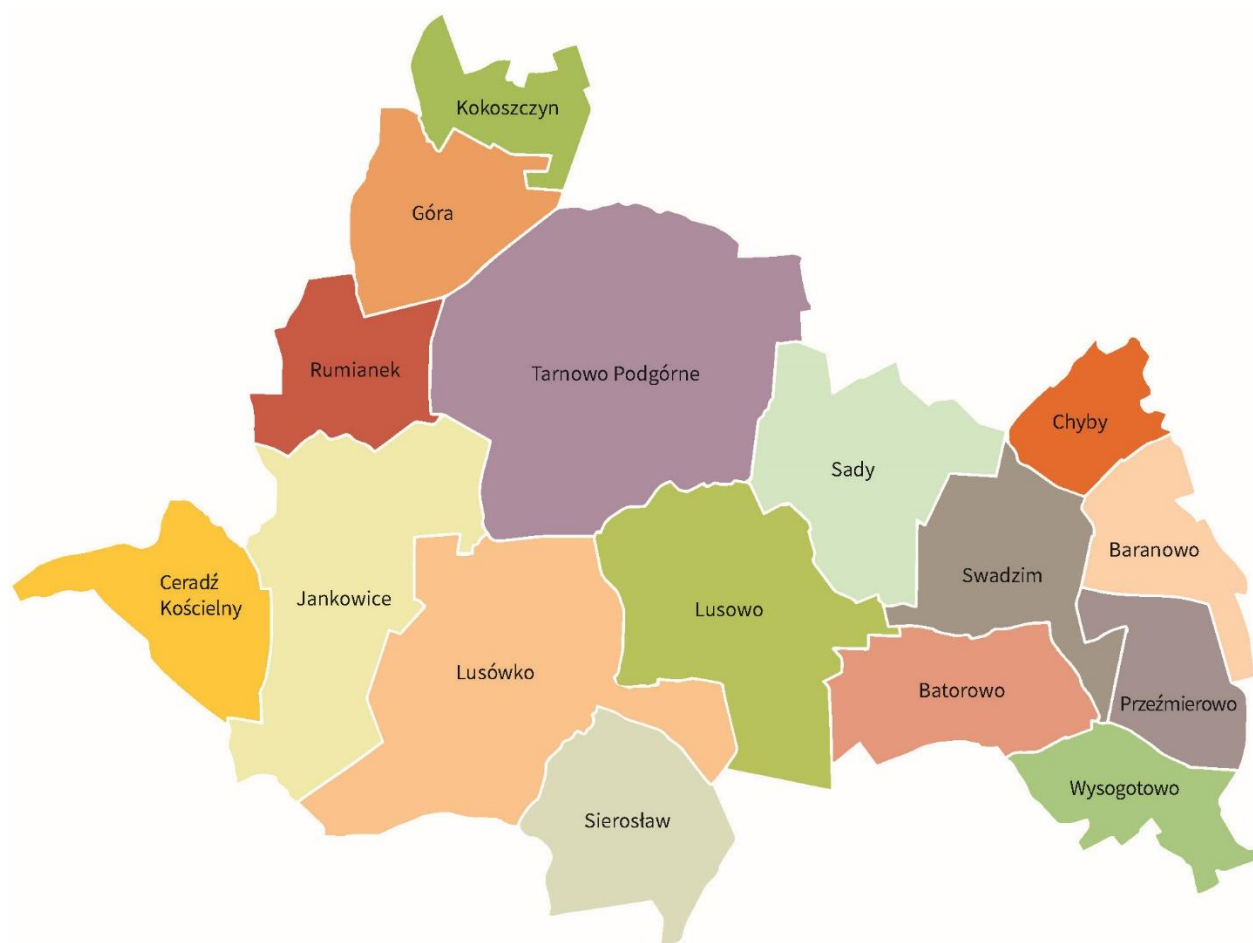 Kokoszczyn
Góra
Rumianek
Tarnowo Podgórne
Chyby
Sady
Baranowo
Swadzim
Ceradź
Kościelny
Jankowice
Lusowo
Lusówko
Batorowo
Przeźmierowo
Wysogotowo
Sierosław